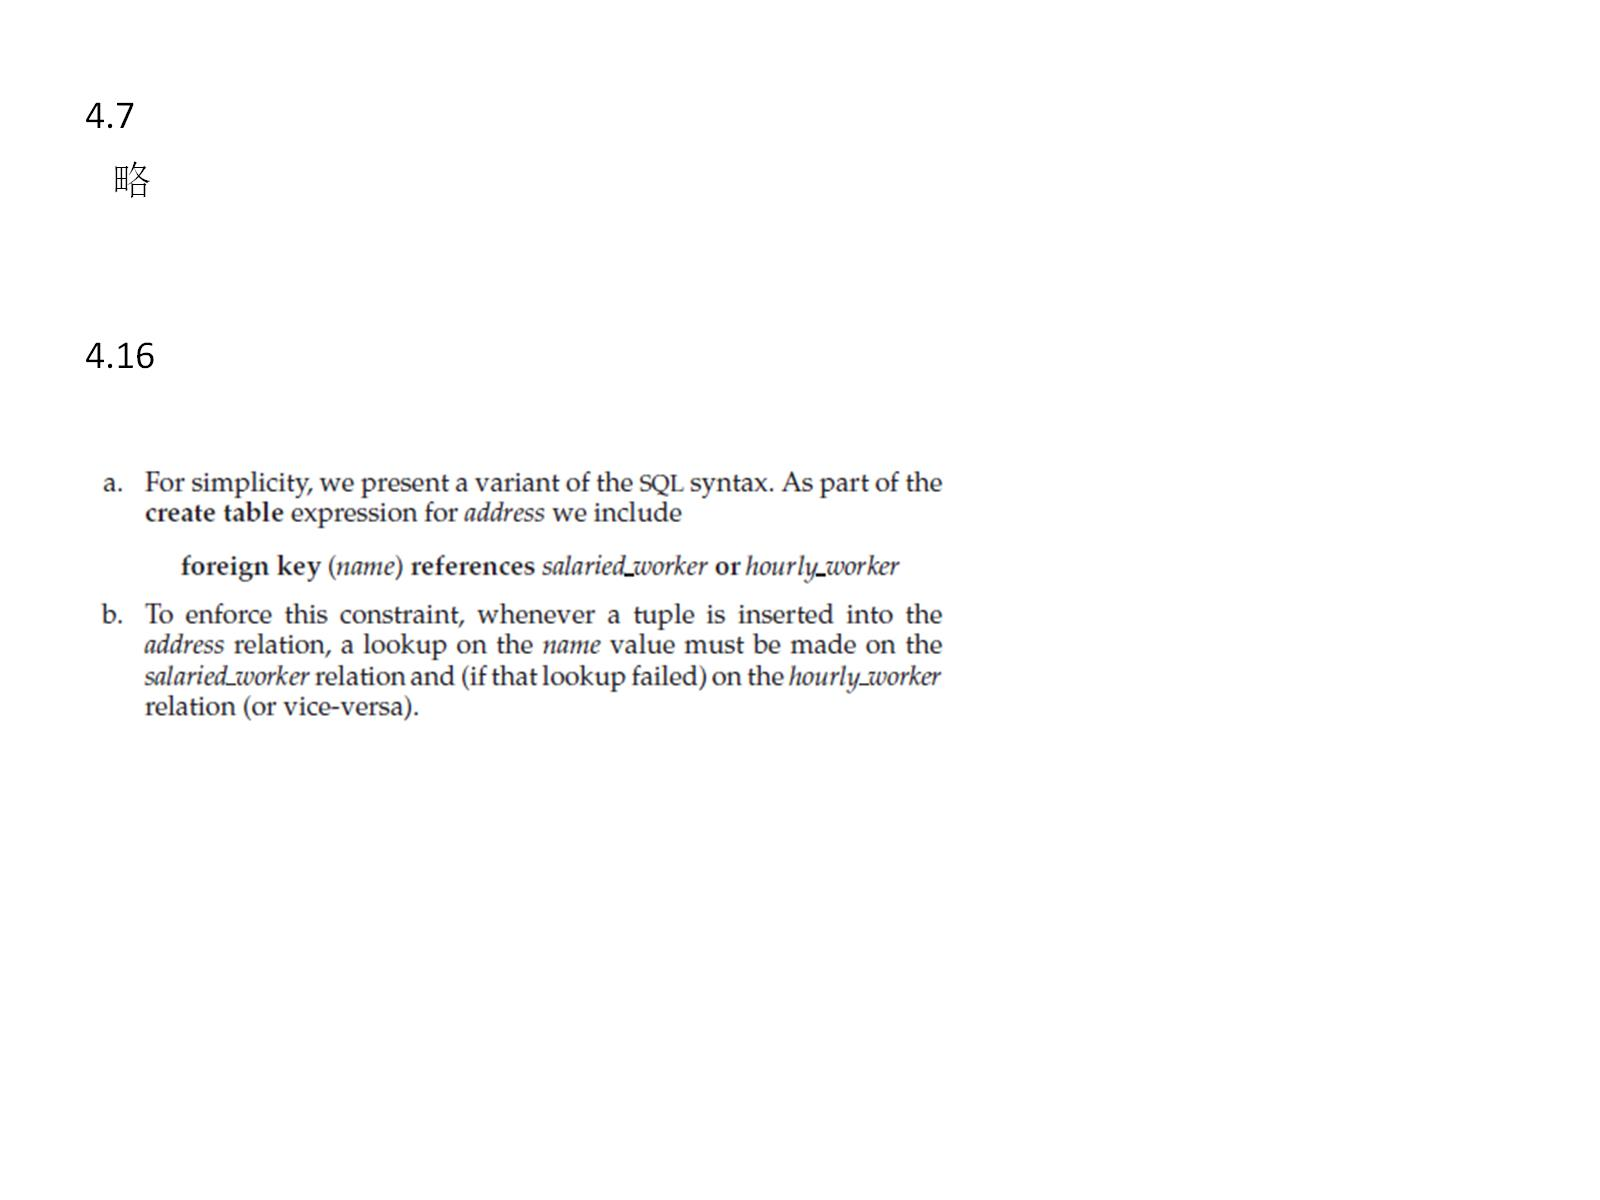 4.7
略
4.16
a. For simplicity, we present a variant of the SQL syntax. As part of the
create table expression for address we include
foreign key (name) references salaried_worker or hourly_worker
b. To enforce this constraint, whenever a tuple is inserted into the
address relation, a lookup on the name value must be made on the
salaried_worker relation and (if that lookup failed) on the hourly_worker
relation (or vice-versa).